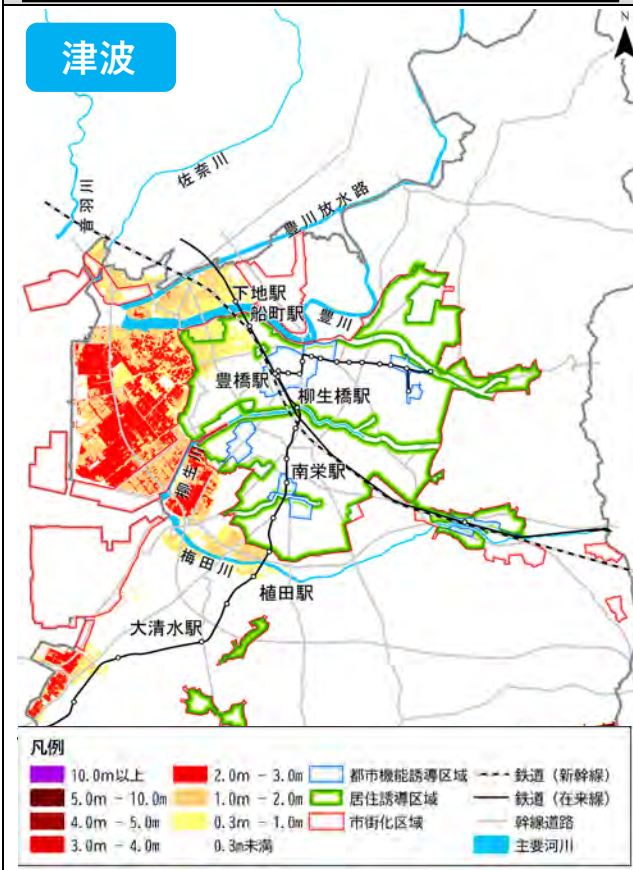 津波
N
佐奈川
音羽川
豊川放水路
下地駅
船町駅
豊川
豊橋駅
柳生橋駅
南栄駅
柳生川
梅田川
植田駅
大清水駅
凡例
10.0m以上
2.0m - 3.0m
都市機能誘導区域
鉄道（新幹線）
5.0m - 10.0m
1.0m - 2.0m
居住誘導区域
鉄道（在来線）
4.0m - 5.0m
0.3m - 1.0m
市街化区域
幹線道路
3.0m - 4.0m
0.3m未満
主要河川